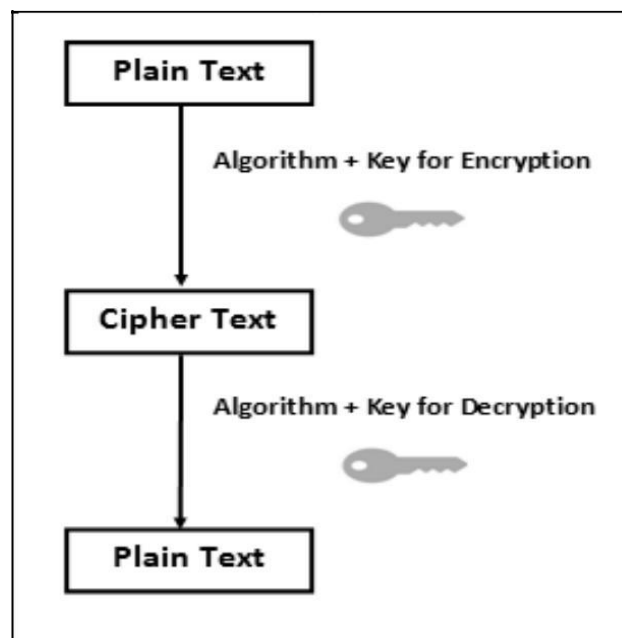 Plain Text
Algorithm + Key for Encryption
Cipher Text
Algorithm + Key for Decryption
Plain Text